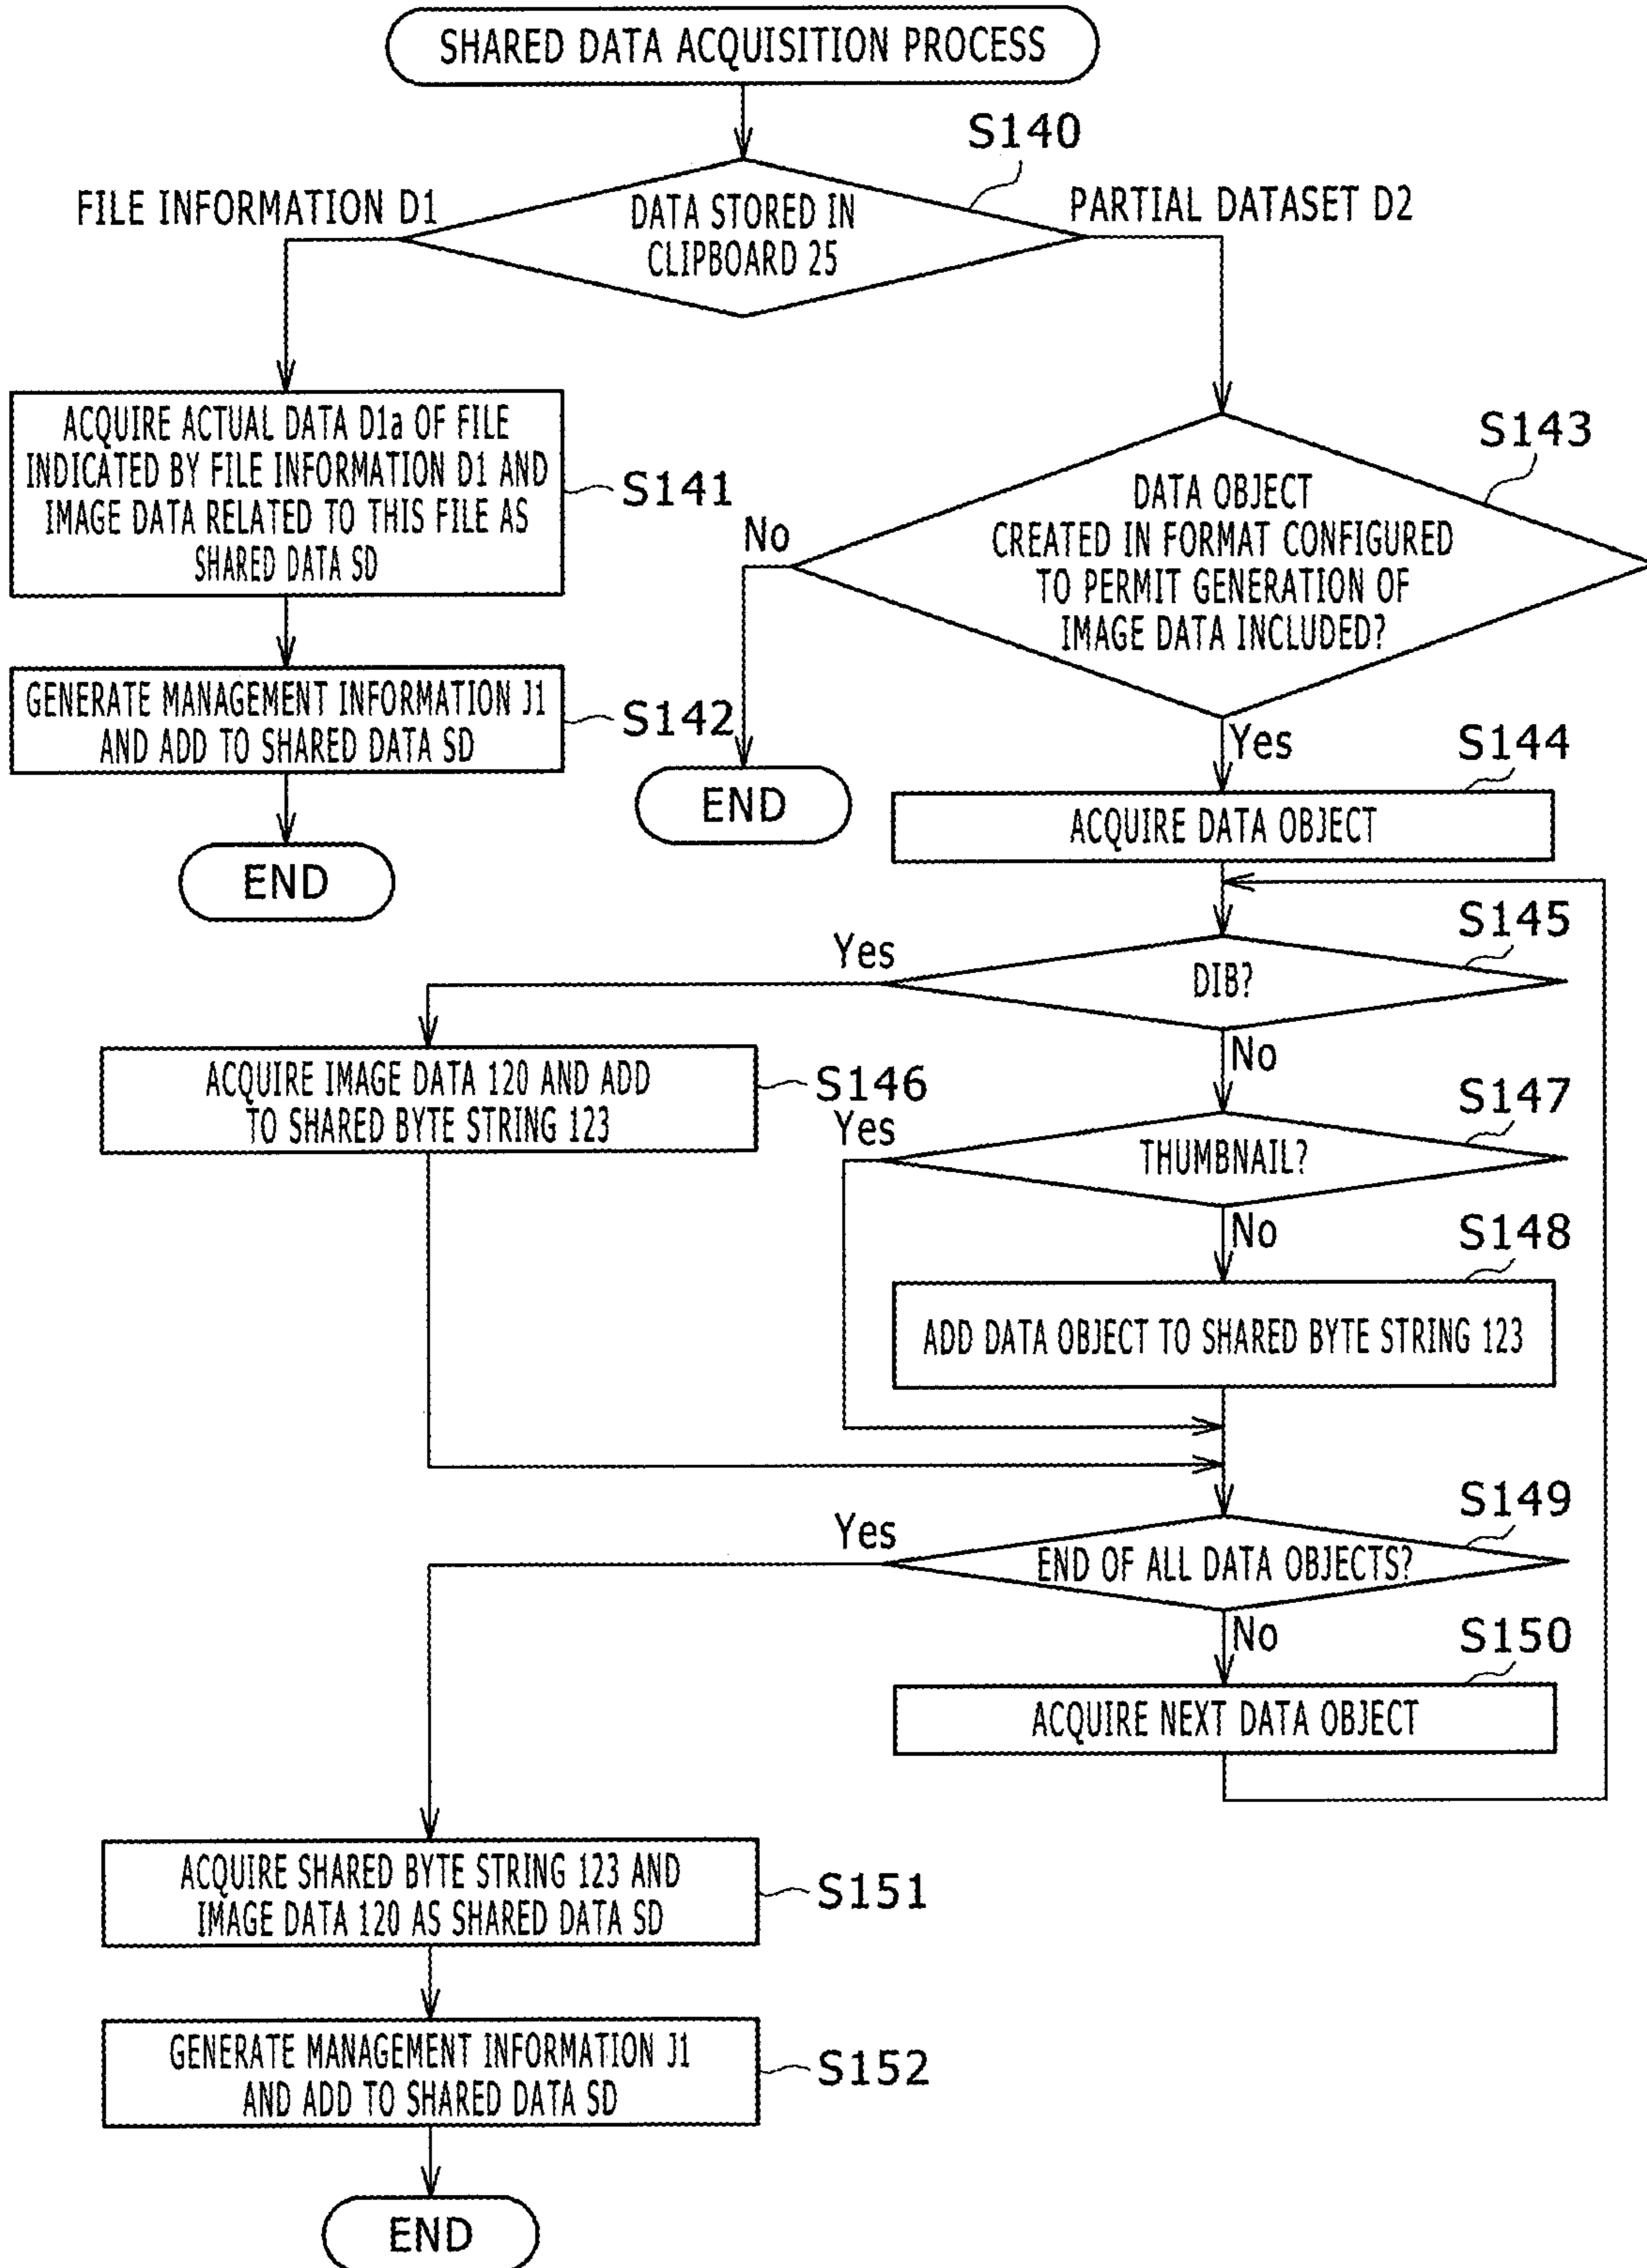 SHARED DATA ACQUISITION PROCESS
S140
FILE INFORMATION D1
DATA STORED IN
CLIPBOARD 25
PARTIAL DATASET D2
ACQUIRE ACTUAL DATA D1a OF FILE
INDICATED BY FILE INFORMATION D1 AND
IMAGE DATA RELATED TO THIS FILE AS
SHARED DATA SD
S141
GENERATE MANAGEMENT INFORMATION J1
AND ADD TO SHARED DATA SD
S142
END
S143
DATA OBJECT
CREATED IN FORMAT CONFIGURED
TO PERMIT GENERATION OF
IMAGE DATA INCLUDED?
No
END
Yes
S144
ACQUIRE DATA OBJECT
S145
Yes
DIB?
No
ACQUIRE IMAGE DATA 120 AND ADD
TO SHARED BYTE STRING 123
S146
S147
Yes
THUMBNAIL?
No
S148
ADD DATA OBJECT TO SHARED BYTE STRING 123
S149
Yes
END OF ALL DATA OBJECTS?
No
S150
ACQUIRE NEXT DATA OBJECT
ACQUIRE SHARED BYTE STRING 123 AND
IMAGE DATA 120 AS SHARED DATA SD
S151
GENERATE MANAGEMENT INFORMATION J1
AND ADD TO SHARED DATA SD
S152
END